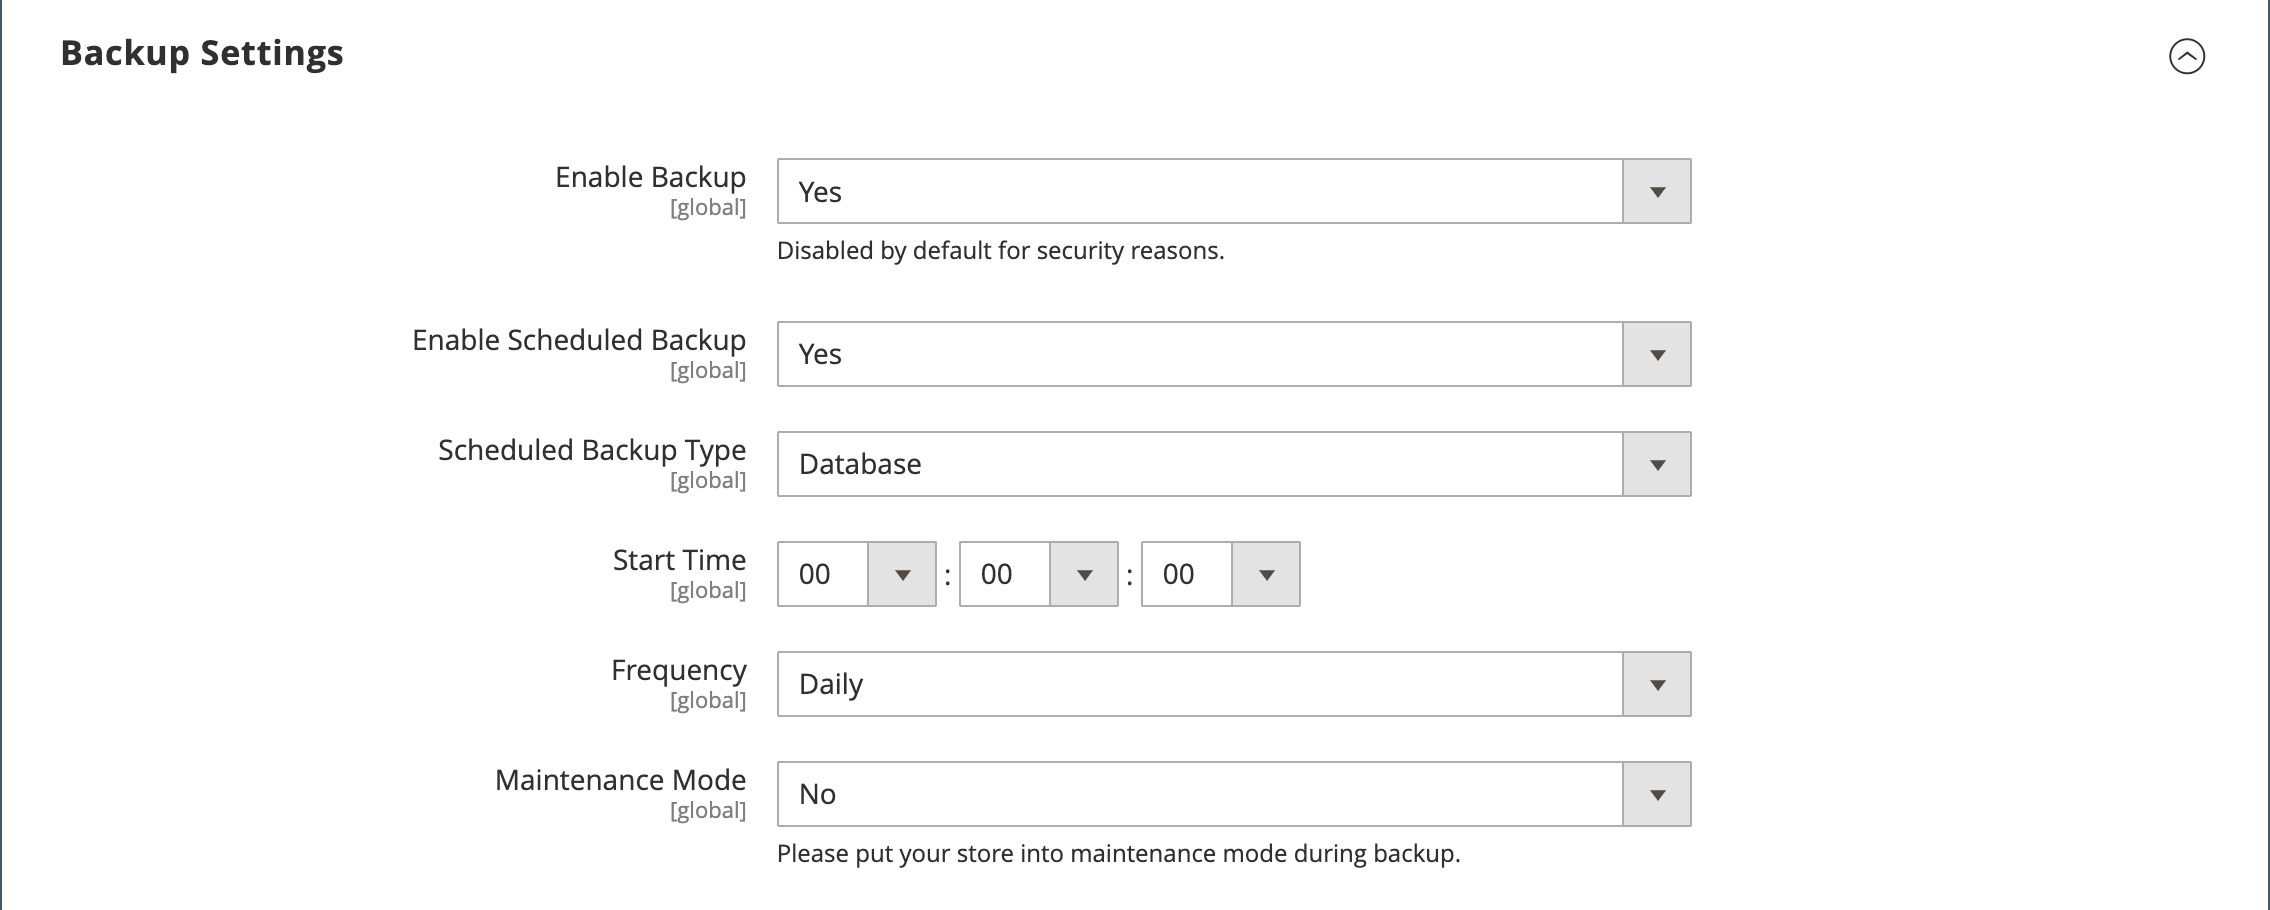 Backup Settings
Enable Backup
[global]
Yes
Disabled by default for security reasons.
Enable Scheduled Backup
[global]
Yes
Scheduled Backup Type
[global]
Database
Start Time
[global]
00 : 00 : 00
Frequency
[global]
Daily
Maintenance Mode
[global]
No
Please put your store into maintenance mode during backup.